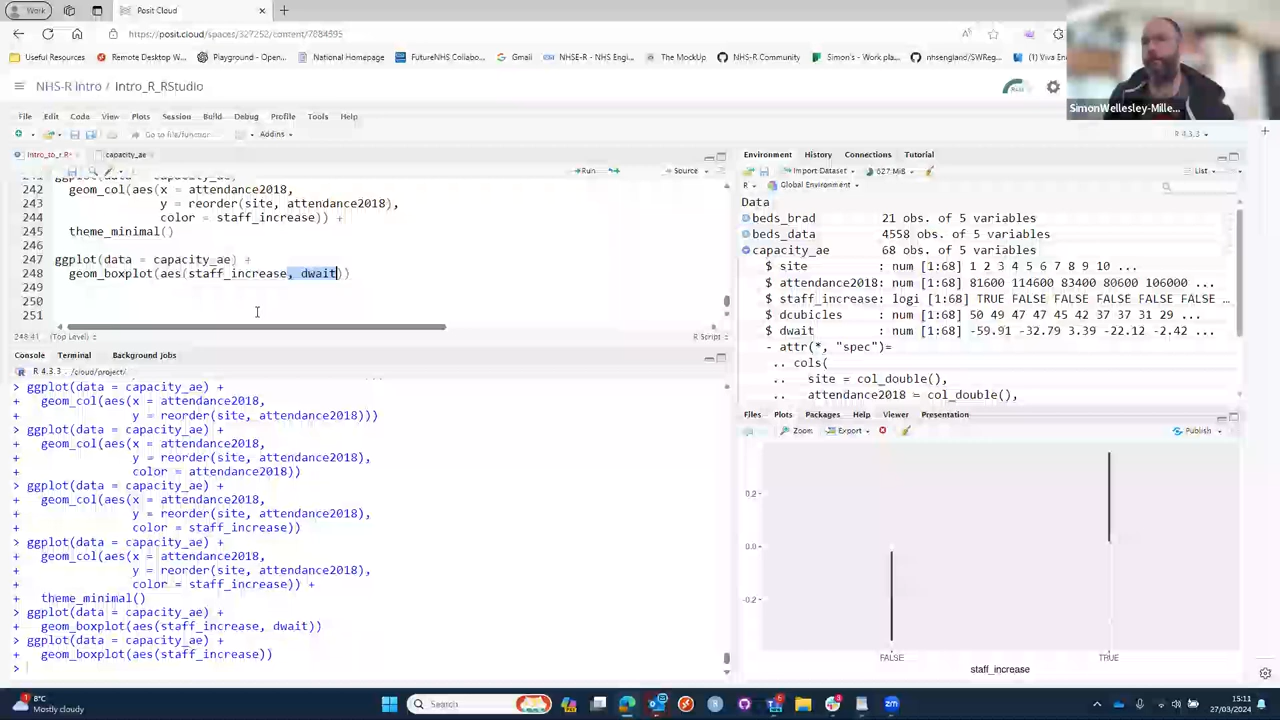 Work
Posit Cloud
https://posit.cloud/spaces/327252/content/7884595
Useful Resources
Playground - Open...
National Homepage
FutureNHS Collabo...
Gmail
NHSE-R - NHS Engl...
The MockUp
NHS-R Community
Simon's - Work pla...
nhsengland/SWReg...
(1) Viva En
SimonWellesley-Mille...
NHS-R Intro / Intro_R_RStudio
File Edit Code View Plots Session Build Debug Profile Tools Help
Go to file/function
Addins
R 4.3.3
Intro_to_r.R*
capacity_ae
Run
Source
241 ggplot(data = capacity_ae) +
242 geom_col(aes(x = attendance2018,
243 y = reorder(site, attendance2018),
244 color = staff_increase)) +
245 theme_minimal()
246
247 ggplot(data = capacity_ae) +
248 geom_boxplot(aes(staff_increase, dwait))
249
250
251
248:41 (Top Level)
R Script
Console Terminal Background Jobs
R 4.3.3 . /cloud/project/
> ggplot(data = capacity_ae) +
+ geom_col(aes(x = attendance2018,
+ y = reorder(site, attendance2018)))
> ggplot(data = capacity_ae) +
+ geom_col(aes(x = attendance2018,
+ y = reorder(site, attendance2018),
+ color = attendance2018))
> ggplot(data = capacity_ae) +
+ geom_col(aes(x = attendance2018,
+ y = reorder(site, attendance2018),
+ color = staff_increase))
> ggplot(data = capacity_ae) +
+ geom_col(aes(x = attendance2018,
+ y = reorder(site, attendance2018),
+ color = staff_increase)) +
+ theme_minimal()
> ggplot(data = capacity_ae) +
+ geom_boxplot(aes(staff_increase, dwait))
> ggplot(data = capacity_ae) +
+ geom_boxplot(aes(staff_increase))
>
Environment History Connections Tutorial
Import Dataset
627 MiB
List
R
Global Environment
Data
beds_brad 21 obs. of 5 variables
beds_data 4558 obs. of 5 variables
capacity_ae 68 obs. of 5 variables
$ site : num [1:68] 1 2 3 4 5 6 7 8 9 10 ...
$ attendance2018: num [1:68] 81600 114600 83400 80600 106000 ...
$ staff_increase: logi [1:68] TRUE FALSE FALSE FALSE FALSE FALSE ...
$ dcubicles : num [1:68] 50 49 47 47 45 42 37 37 31 29 ...
$ dwait : num [1:68] -59.91 -32.79 3.39 -22.12 -2.42 ...
- attr(*, "spec")=
.. cols(
.. site = col_double(),
.. attendance2018 = col_double(),
Files Plots Packages Help Viewer Presentation
Zoom
Export
Publish
0.2
0.0
-0.2
FALSE
TRUE
staff_increase
8°C
Mostly cloudy
Search
15:11
27/03/2024